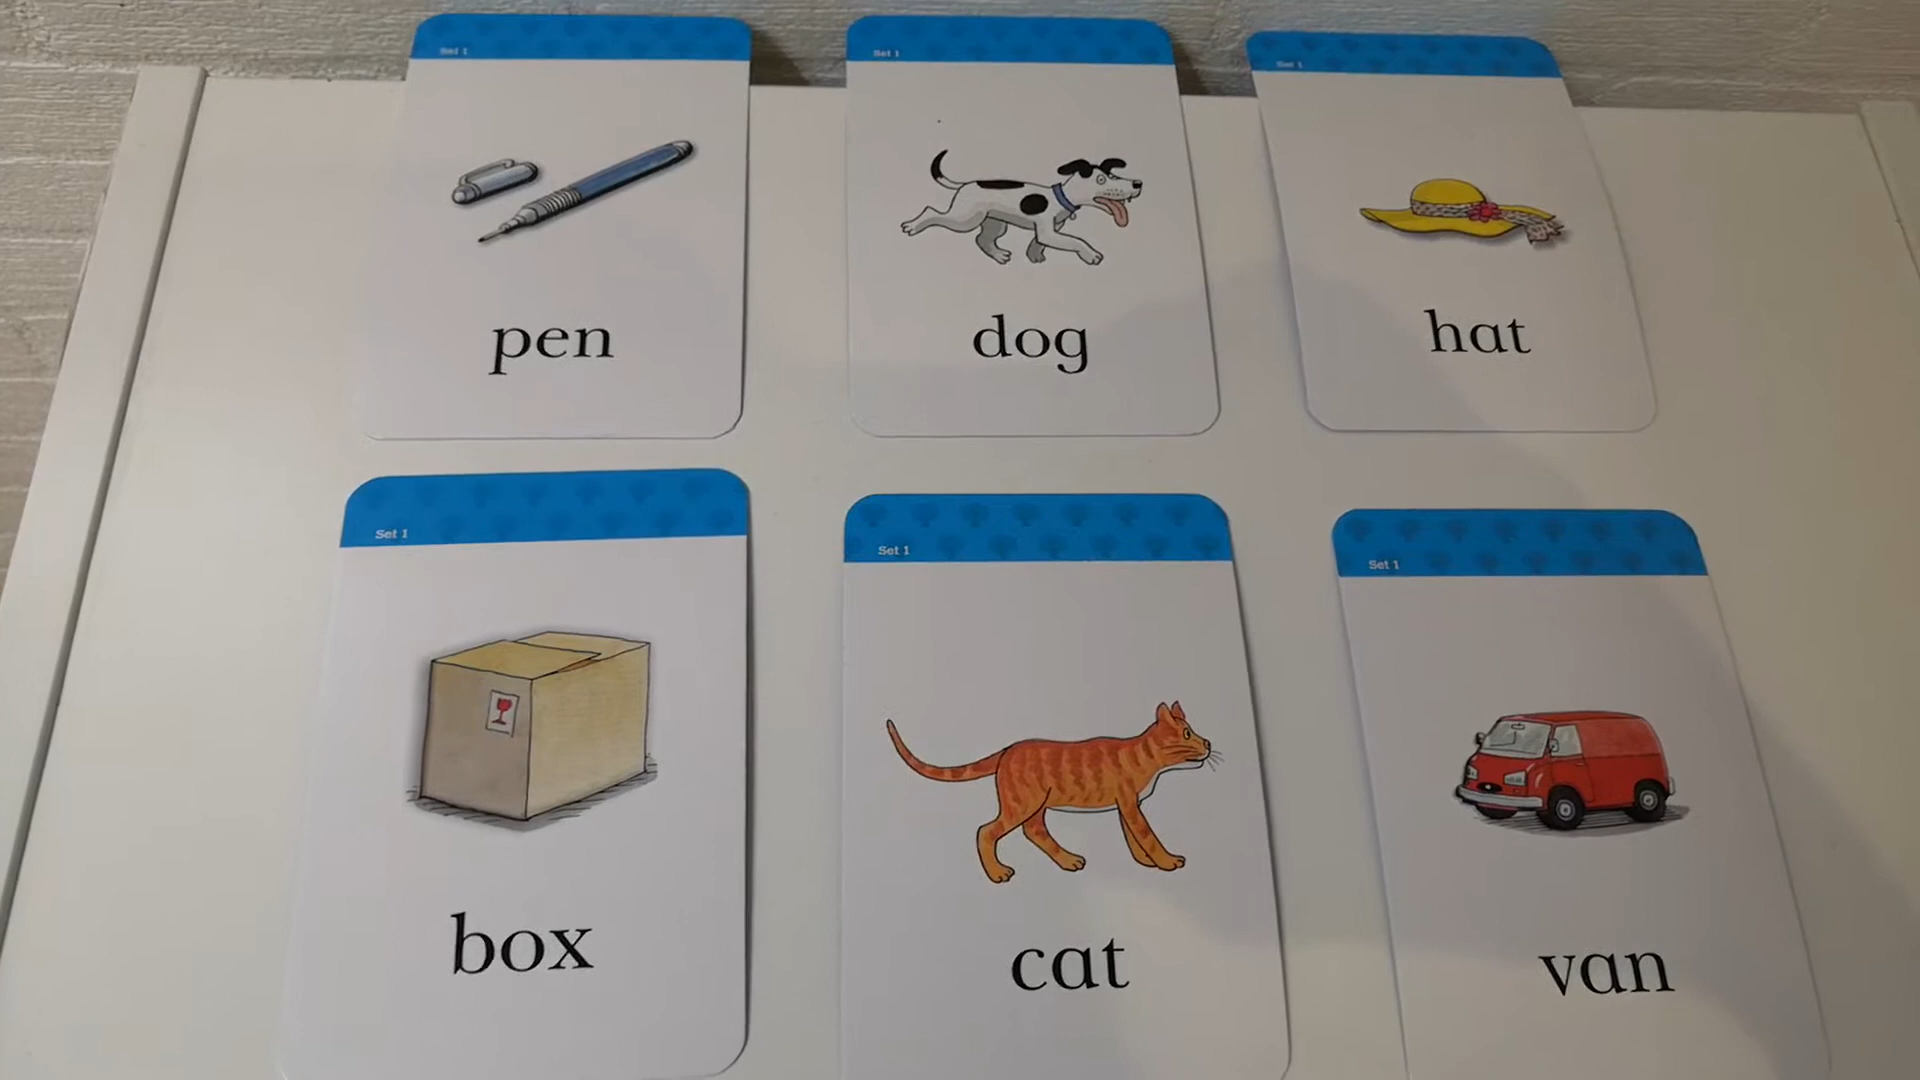 Set 1
pen
Set 1
dog
Set 1
hat
Set 1
box
Set 1
cat
Set 1
van